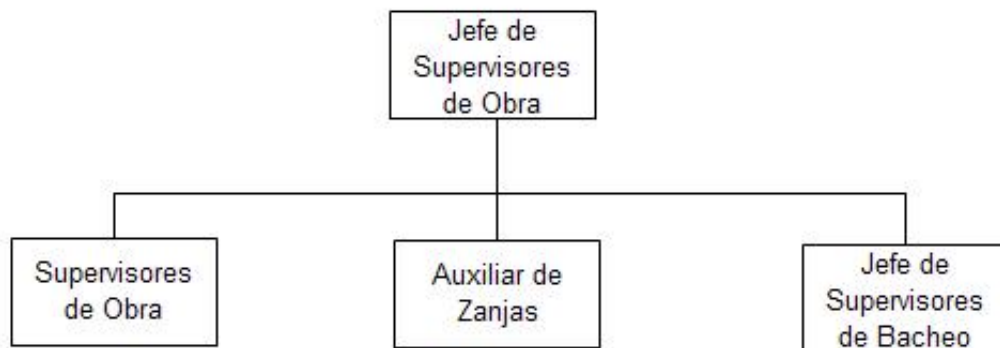 Jefe de
Supervisores
de Obra
Supervisores
de Obra
Auxiliar de
Zanjas
Jefe de
Supervisores
de Bacheo